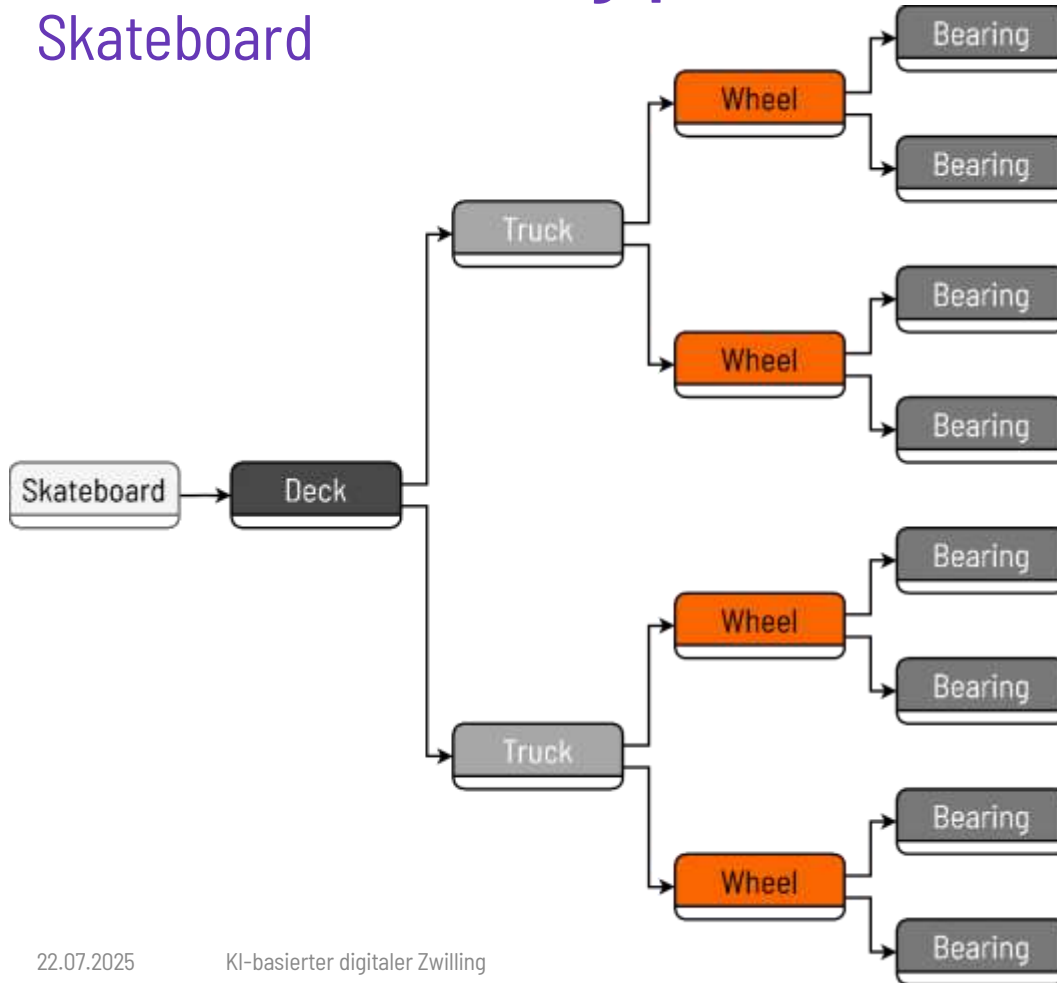 Skateboard
Bearing
Wheel
Bearing
Truck
Bearing
Wheel
Bearing
Skateboard
Deck
Bearing
Wheel
Bearing
Truck
Bearing
Wheel
Bearing
22.07.2025
KI-basierter digitaler Zwilling